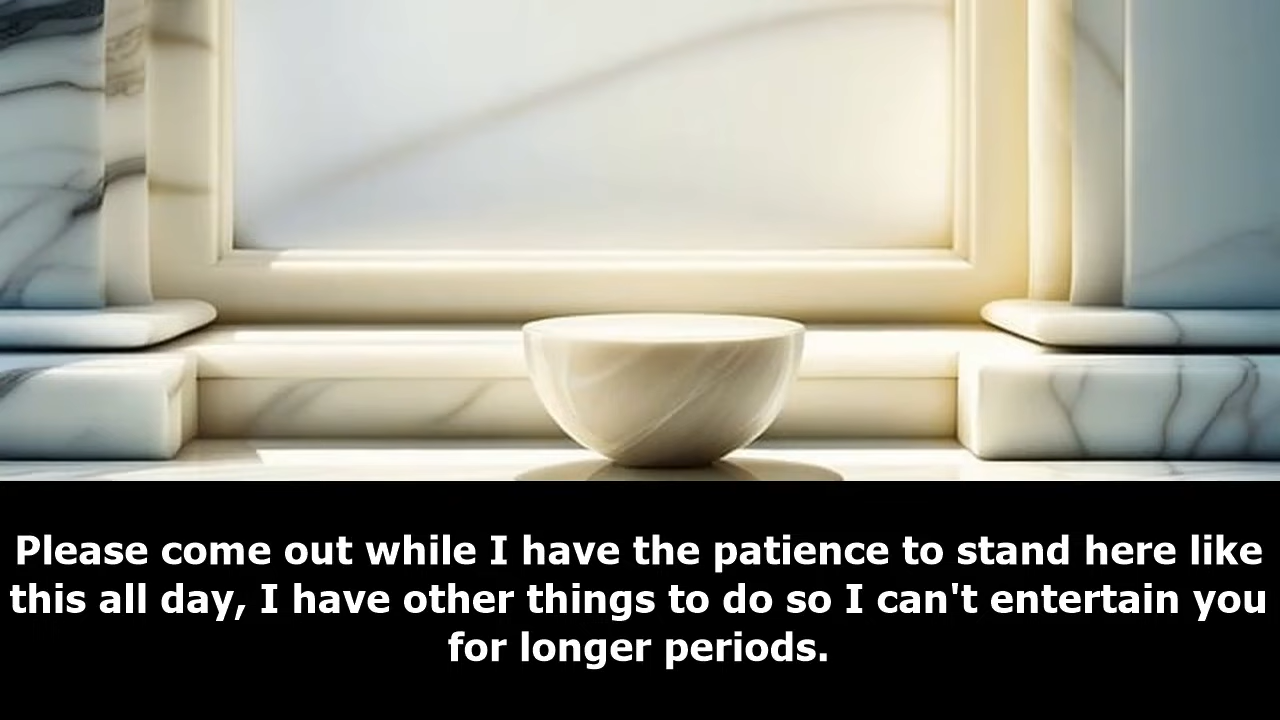 Please come out while I have the patience to stand here like
this all day, I have other things to do so I can't entertain you
for longer periods.